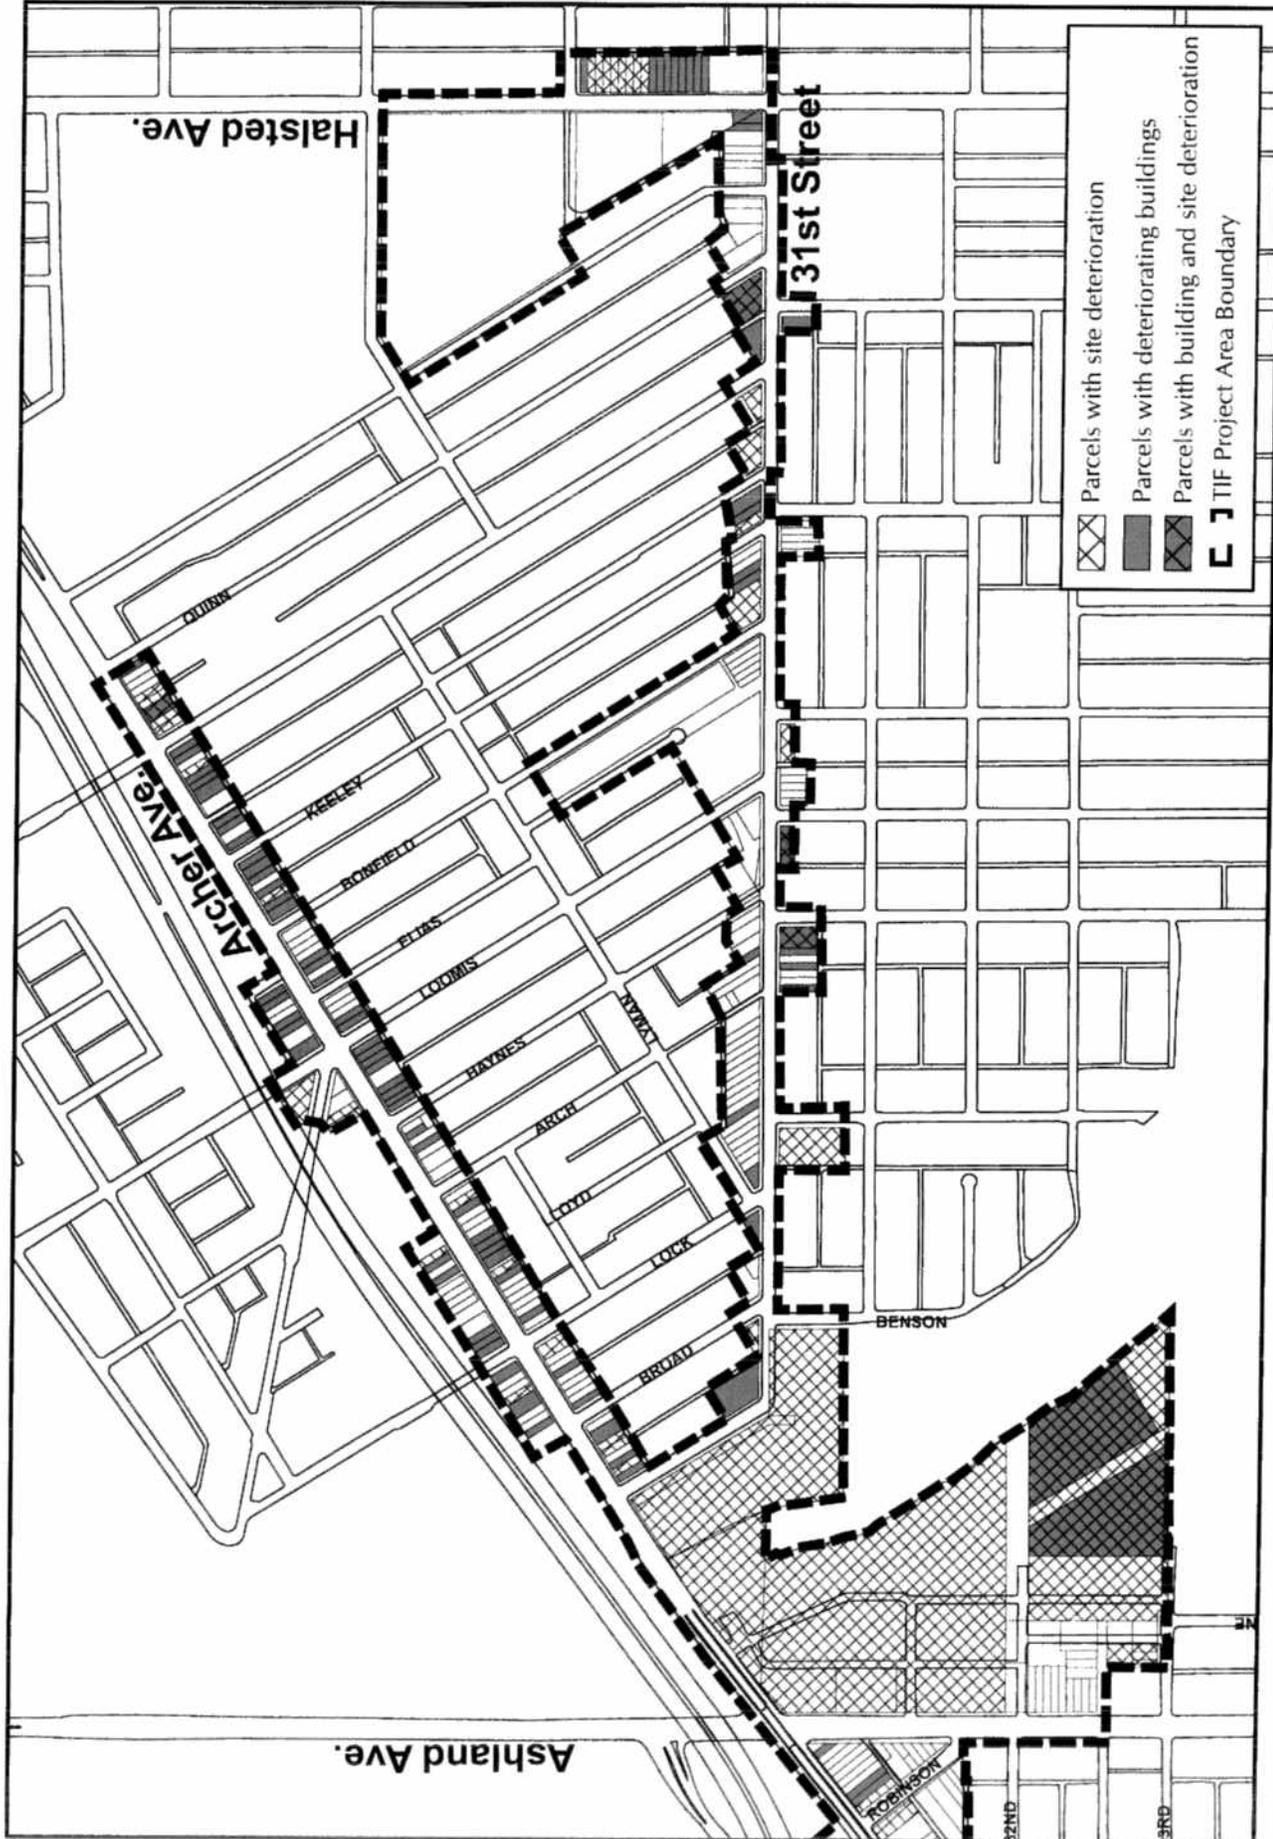 Halsted Ave.
31st Street
Archer Ave.
Ashland Ave.
QUINN
KEELEY
BONFIELD
ELIAS
LOOMIS
HAYNES
LYMAN
ARCH
LOYD
LOCK
BROAD
BENSON
ROBINSON
32ND
3RD
Parcels with site deterioration
Parcels with deteriorating buildings
Parcels with building and site deterioration
TIF Project Area Boundary